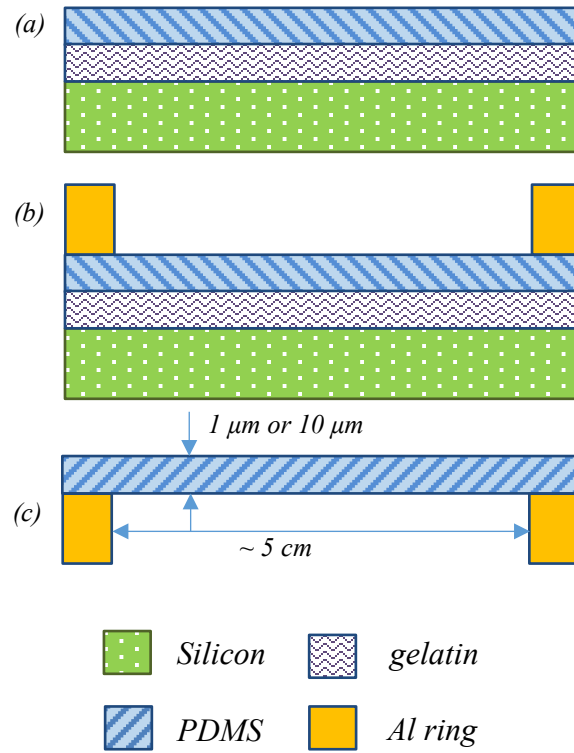 (a)
(b)
1 μm or 10 μm
(c)
~ 5 cm
Silicon
gelatin
PDMS
Al ring